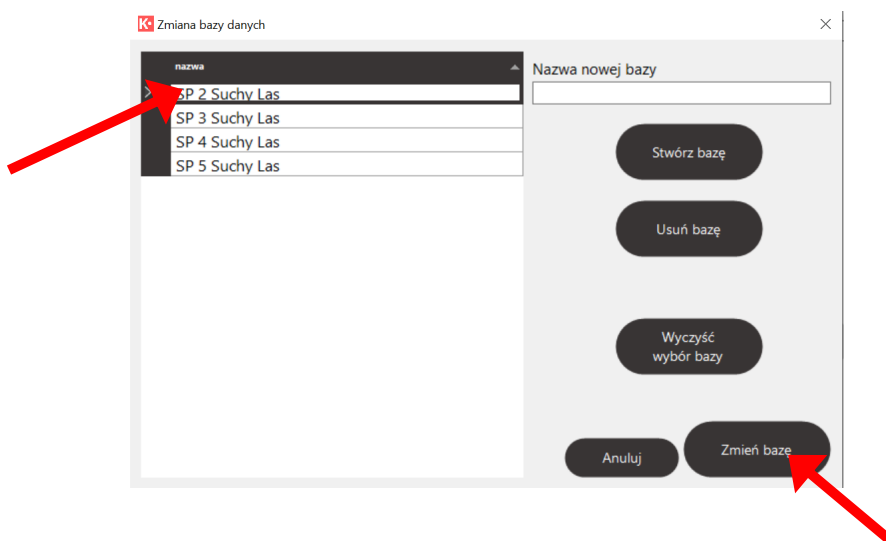 Zmiana bazy danych
nazwa
SP 2 Suchy Las
SP 3 Suchy Las
SP 4 Suchy Las
SP 5 Suchy Las
Nazwa nowej bazy
Stwórz bazę
Usuń bazę
Wyczyść
wybór bazy
Anuluj
Zmień bazę